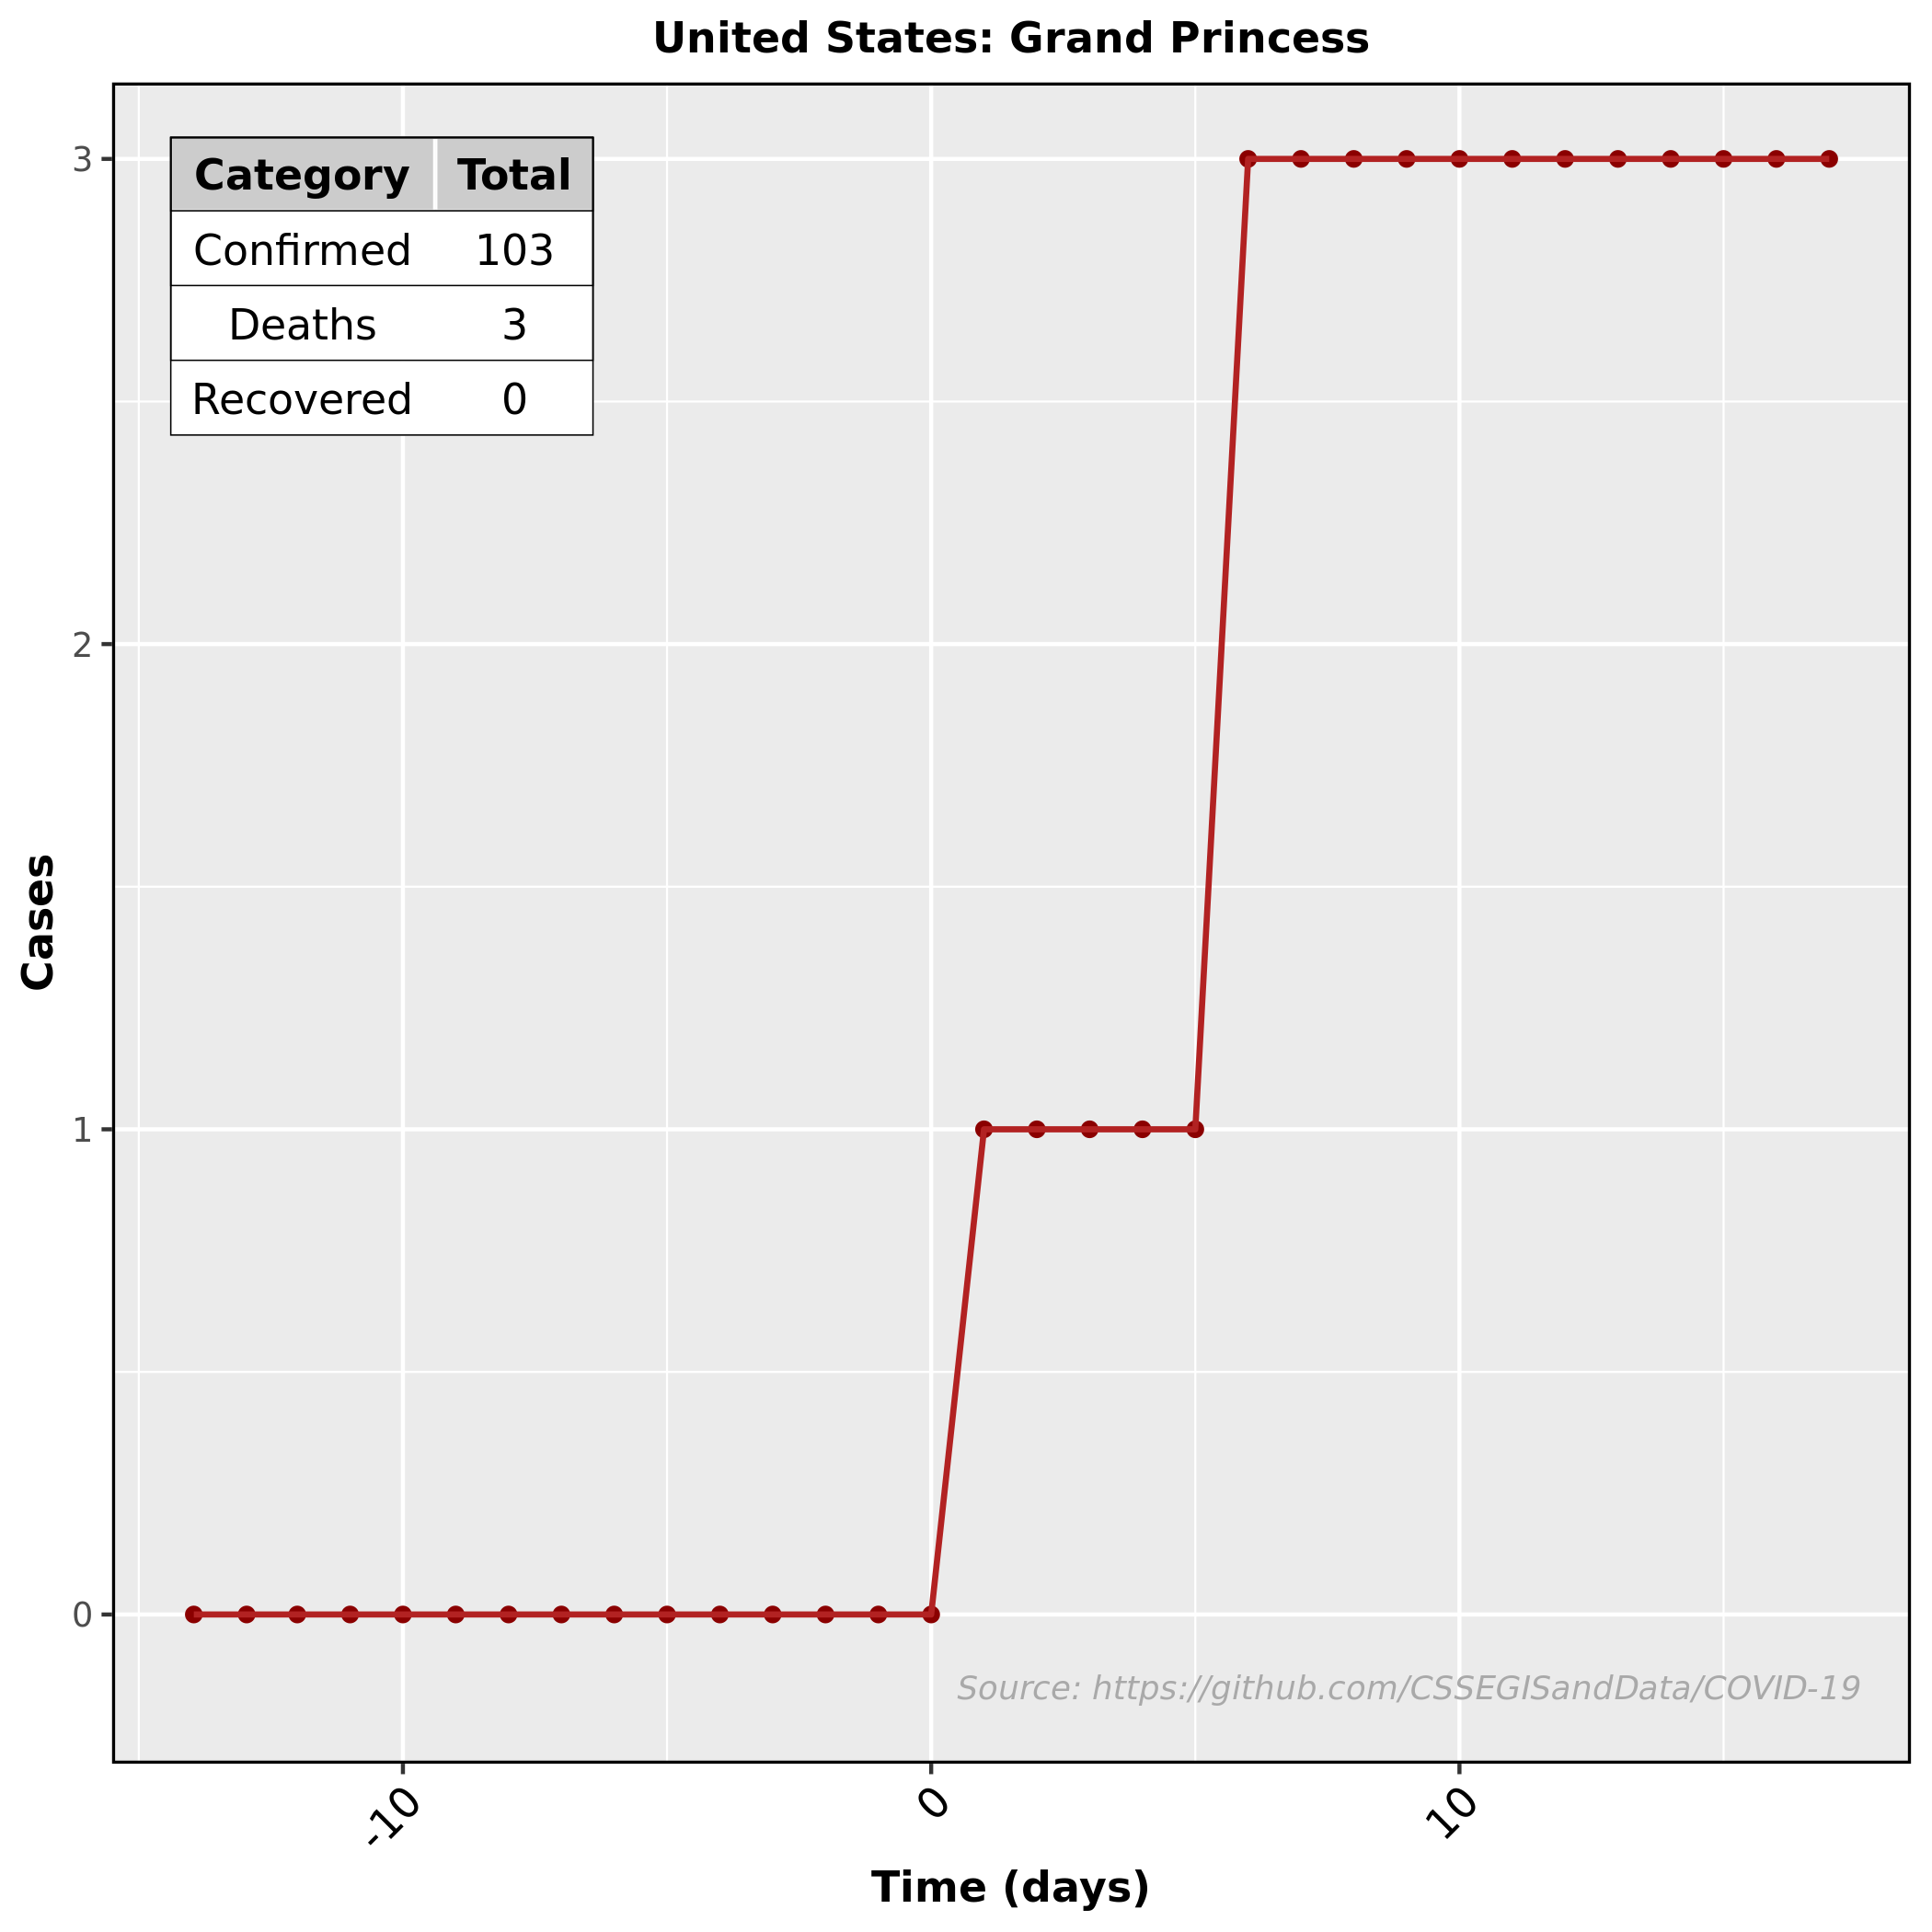 United States: Grand Princess
Category Total
Confirmed 103
Deaths 3
Recovered 0
3
2
1
0
Cases
Source: https://github.com/CSSEGISandData/COVID-19
-10 0 10
Time (days)